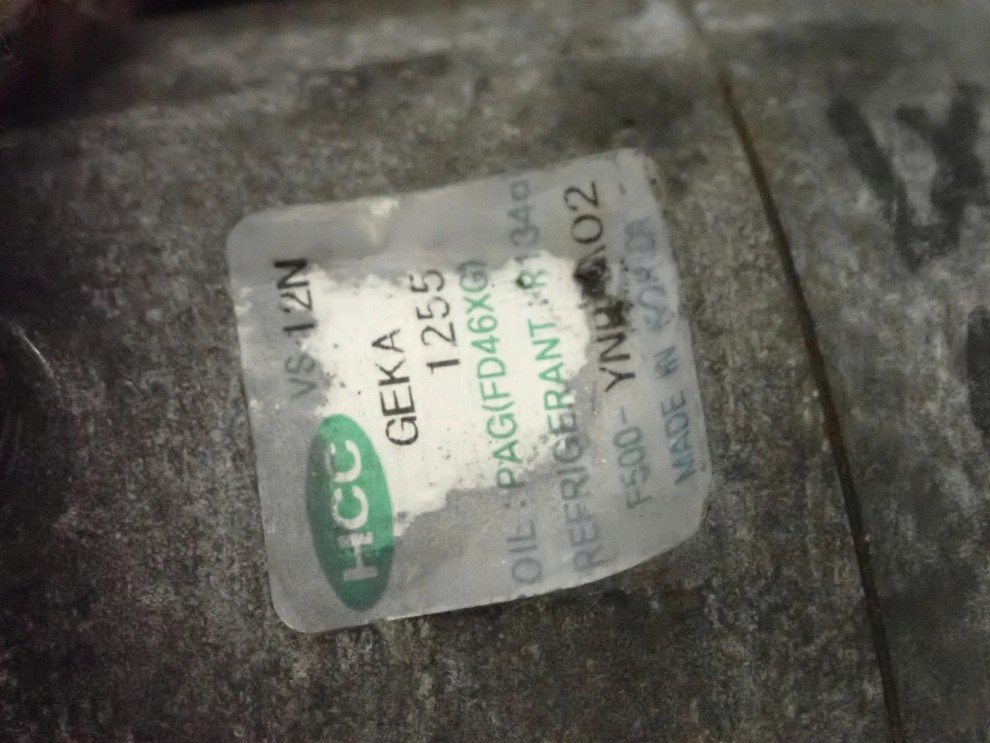 HCC VS-12N
GEKA
1255
OIL : PAG(FD46XG)
REFRIGERANT : R134a
F500-
MADE IN KOREA